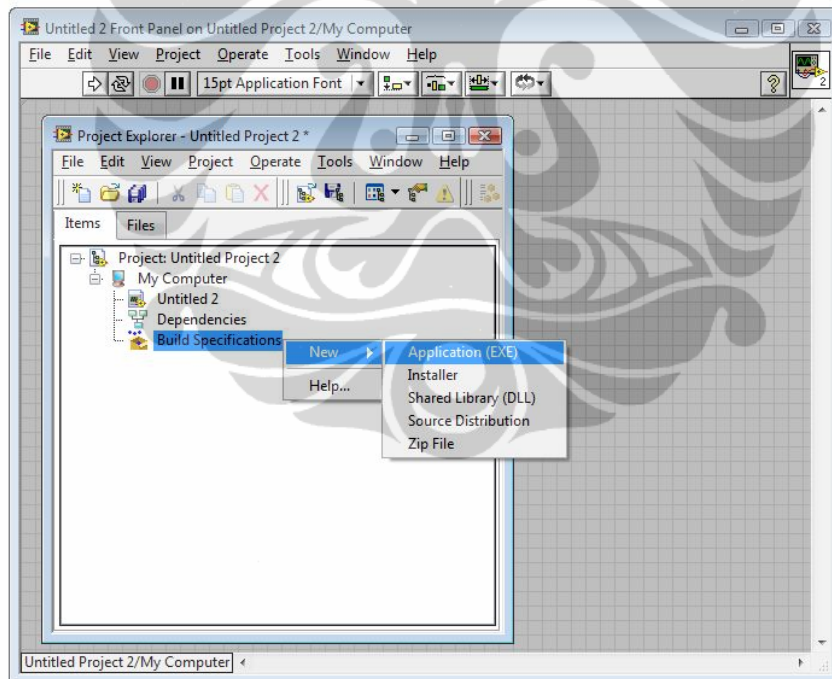 Untitled 2 Front Panel on Untitled Project 2/My Computer
File Edit View Project Operate Tools Window Help
15pt Application Font
2
Project Explorer - Untitled Project 2 *
File Edit View Project Operate Tools Window Help
Items Files
Project: Untitled Project 2
My Computer
Untitled 2
Dependencies
Build Specifications
New
Help...
Application (EXE)
Installer
Shared Library (DLL)
Source Distribution
Zip File
Untitled Project 2/My Computer